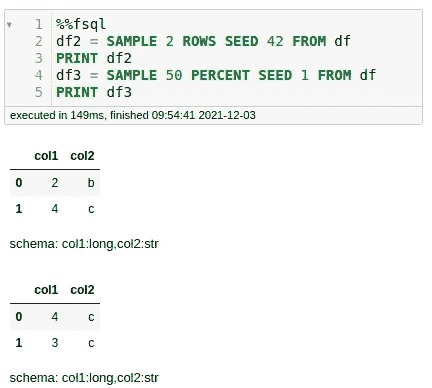 1 %%fsql
2 df2 = SAMPLE 2 ROWS SEED 42 FROM df
3 PRINT df2
4 df3 = SAMPLE 50 PERCENT SEED 1 FROM df
5 PRINT df3
executed in 149ms, finished 09:54:41 2021-12-03
col1 col2
0 2 b
1 4 c
schema: col1:long,col2:str
col1 col2
0 4 c
1 3 c
schema: col1:long,col2:str